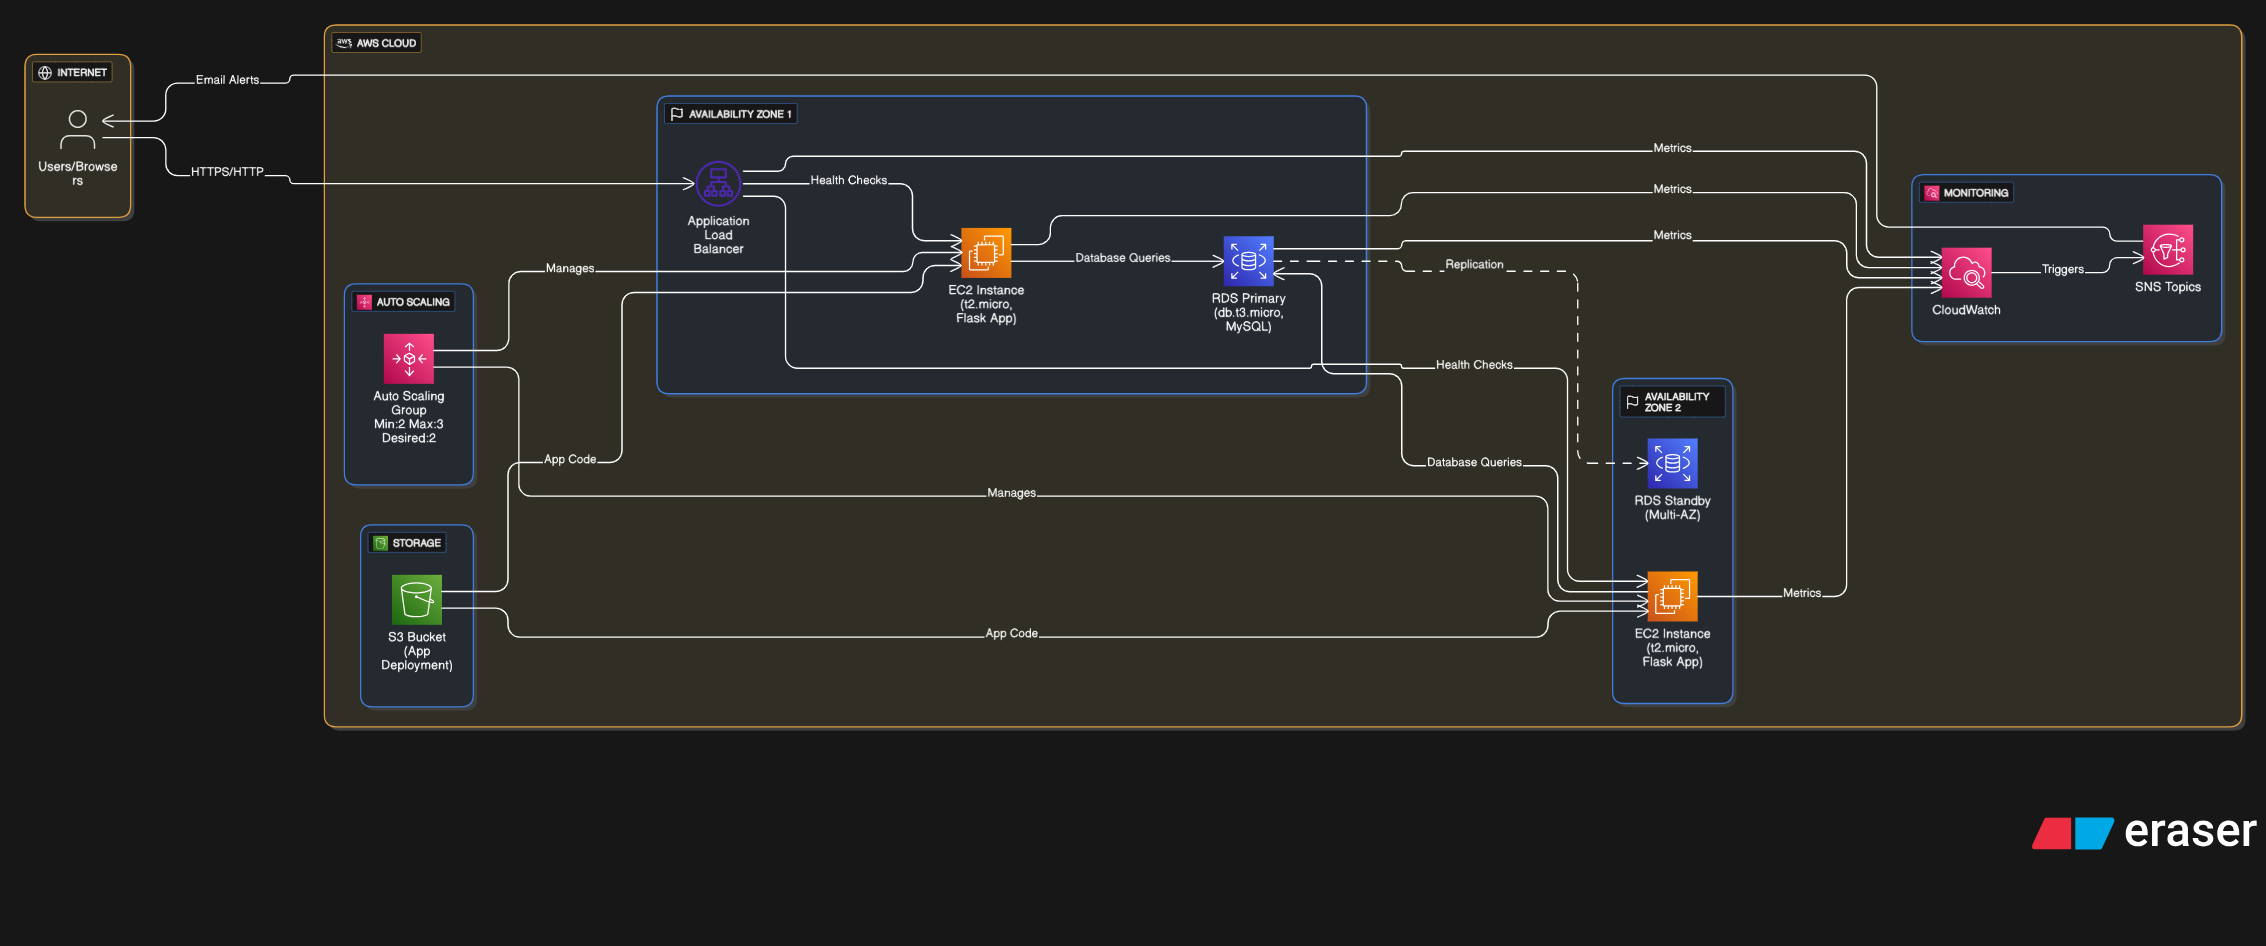 aws AWS CLOUD
INTERNET
Email Alerts
Users/Browse
rs
HTTPS/HTTP
AVAILABILITY ZONE 1
Application
Load
Balancer
Health Checks
EC2 Instance
(t2.micro,
Flask App)
Database Queries
RDS Primary
(db.t3.micro,
MySQL)
Metrics
Metrics
Metrics
Replication
MONITORING
CloudWatch
Triggers
SNS Topics
Manages
AUTO SCALING
Auto Scaling
Group
Min:2 Max:3
Desired:2
App Code
Health Checks
Database Queries
Manages
AVAILABILITY
ZONE 2
RDS Standby
(Multi-AZ)
EC2 Instance
(t2.micro,
Flask App)
Metrics
STORAGE
S3 Bucket
(App
Deployment)
App Code
eraser